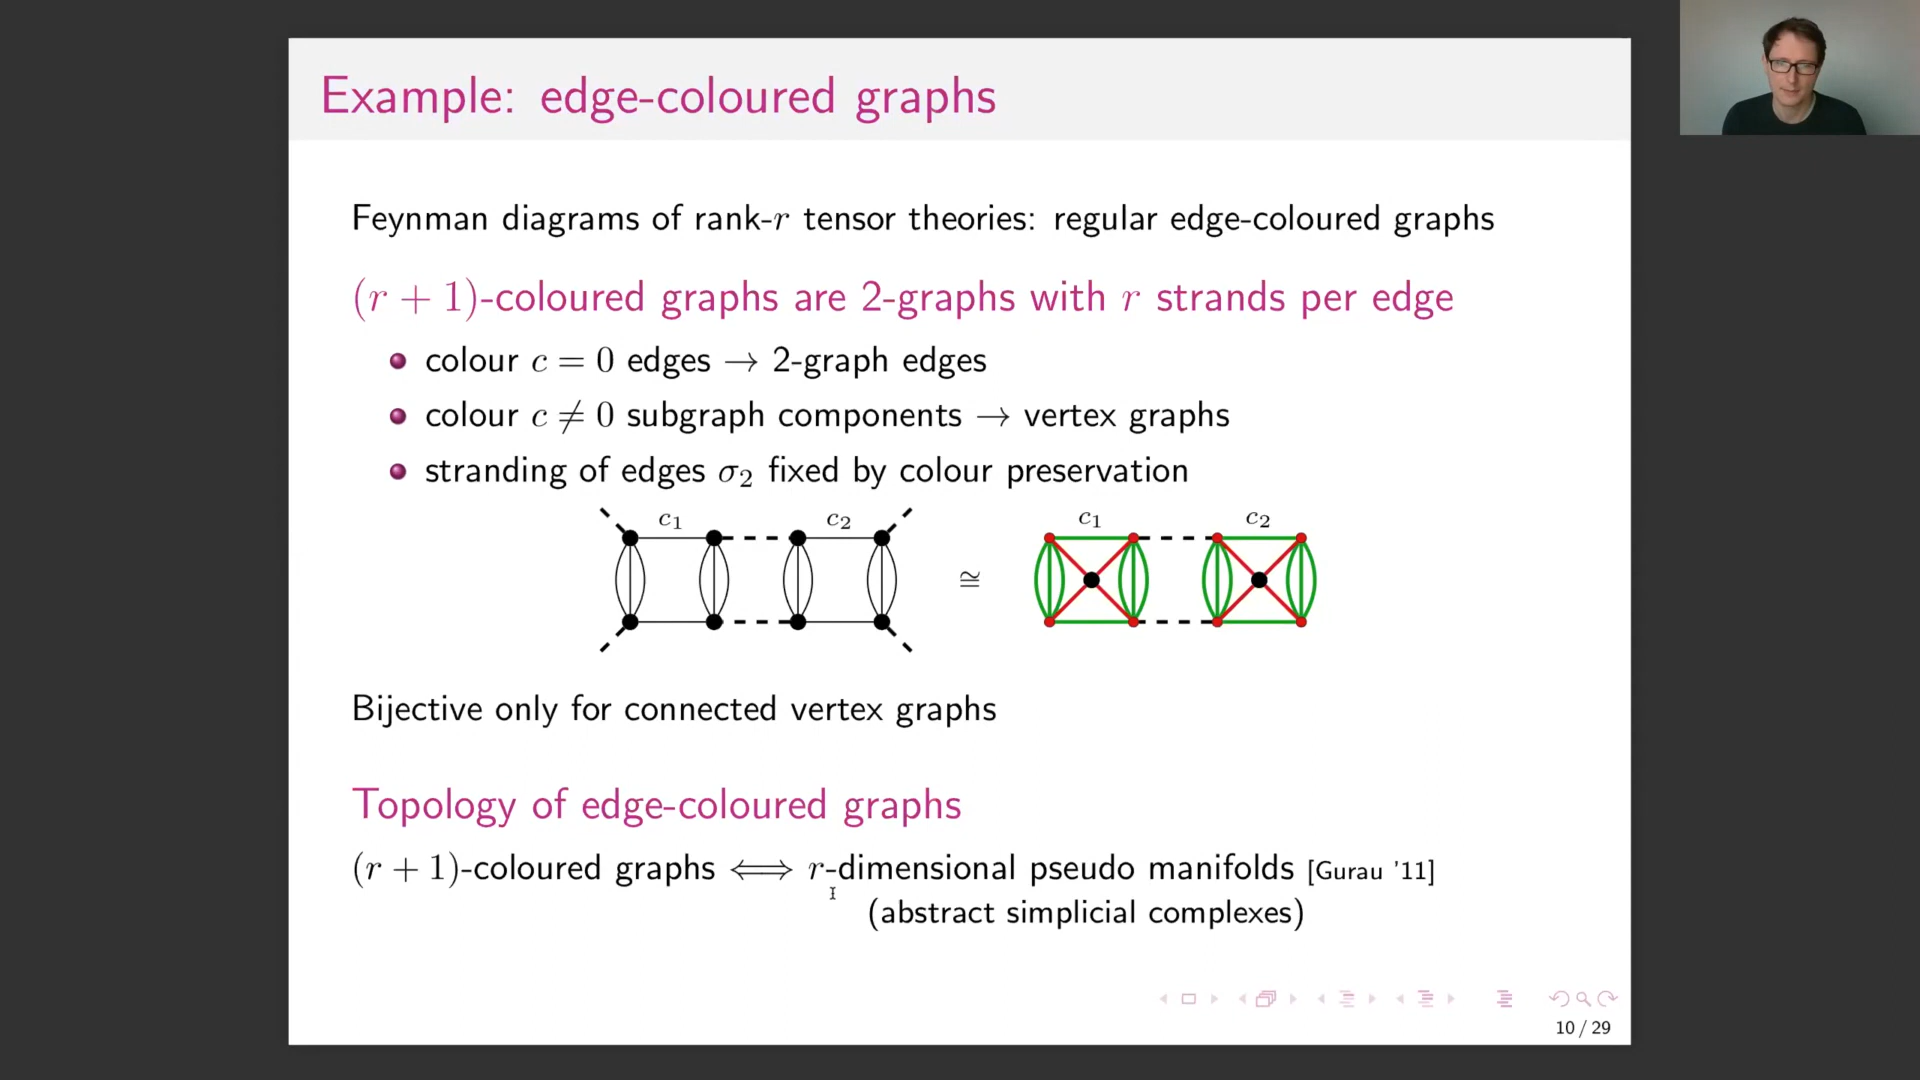 Example: edge-coloured graphs
Feynman diagrams of rank-r tensor theories: regular edge-coloured graphs
(r + 1)-coloured graphs are 2-graphs with r strands per edge
colour c = 0 edges → 2-graph edges
colour c ≠ 0 subgraph components → vertex graphs
stranding of edges σ₂ fixed by colour preservation
c₁ c₂ ≅ c₁ c₂
Bijective only for connected vertex graphs
Topology of edge-coloured graphs
(r + 1)-coloured graphs ⟺ r-dimensional pseudo manifolds [Gurau '11]
(abstract simplicial complexes)
10 / 29